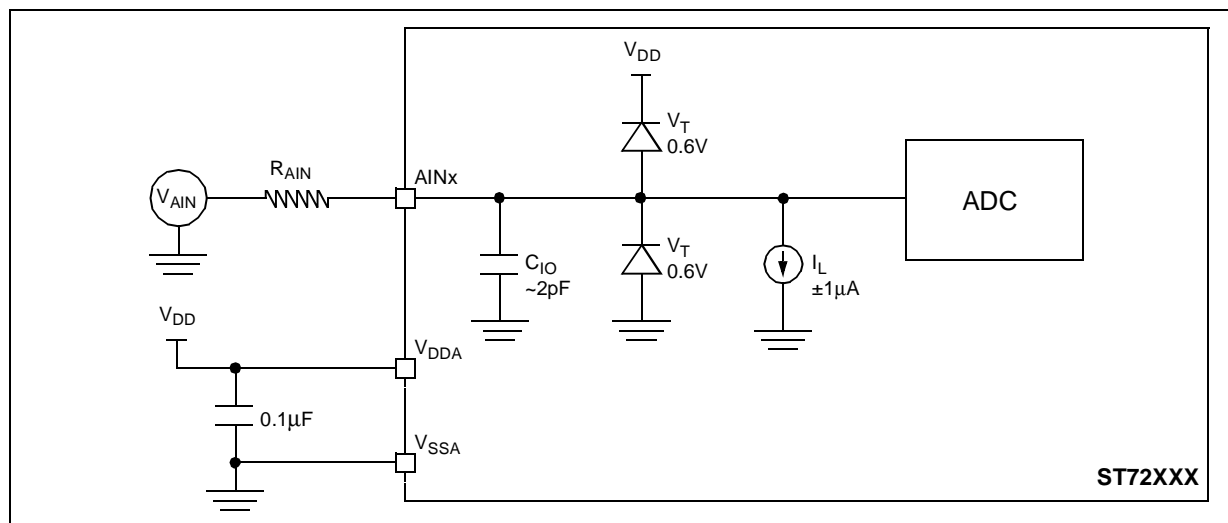 V_DD
V_T
0.6V
R_AIN
AINx
V_AIN
ADC
V_T
0.6V
C_IO
~2pF
I_L
±1μA
V_DD
V_DDA
0.1μF
V_SSA
ST72XXX